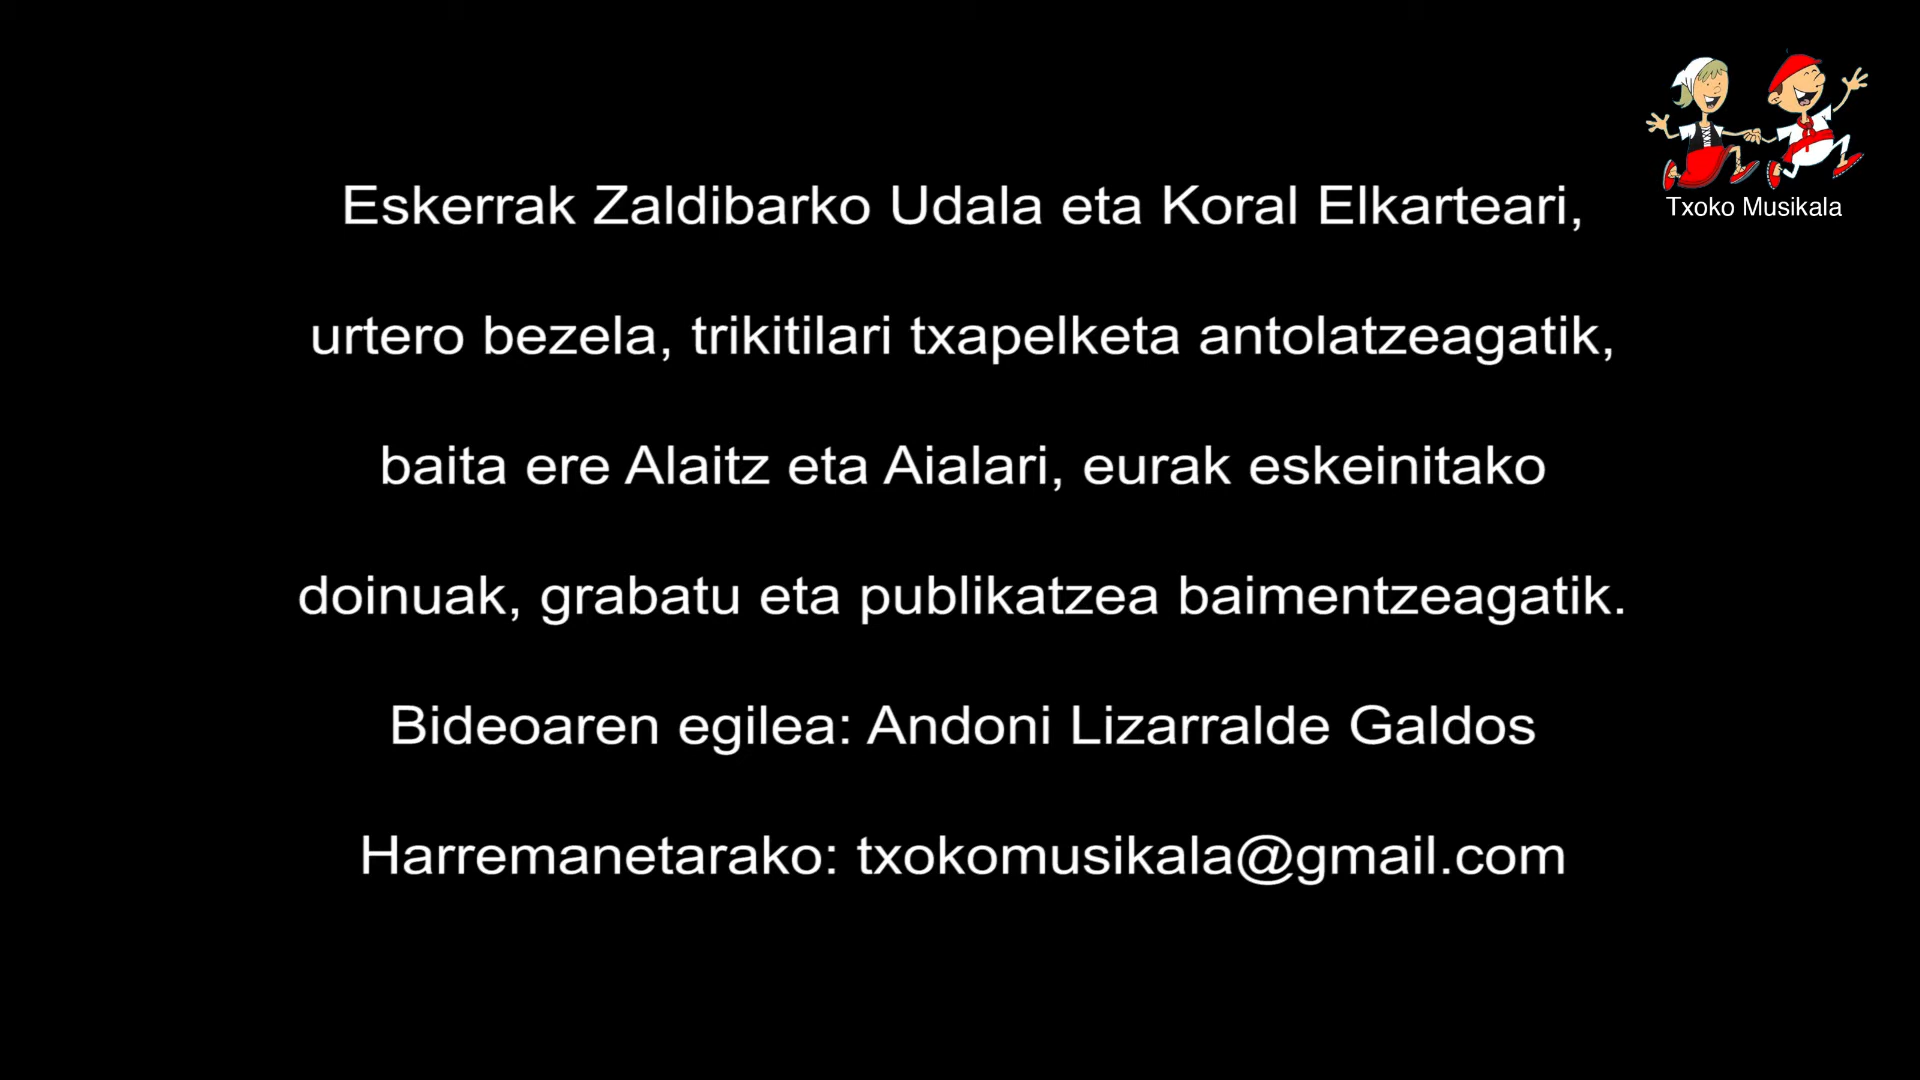 Txoko Musikala
Eskerrak Zaldibarko Udala eta Koral Elkarteari,
urtero bezela, trikitilari txapelketa antolatzeagatik,
baita ere Alaitz eta Aialari, eurak eskeinitako
doinuak, grabatu eta publikatzea baimentzeagatik.
Bideoaren egilea: Andoni Lizarralde Galdos
Harremanetarako: txokomusikala@gmail.com